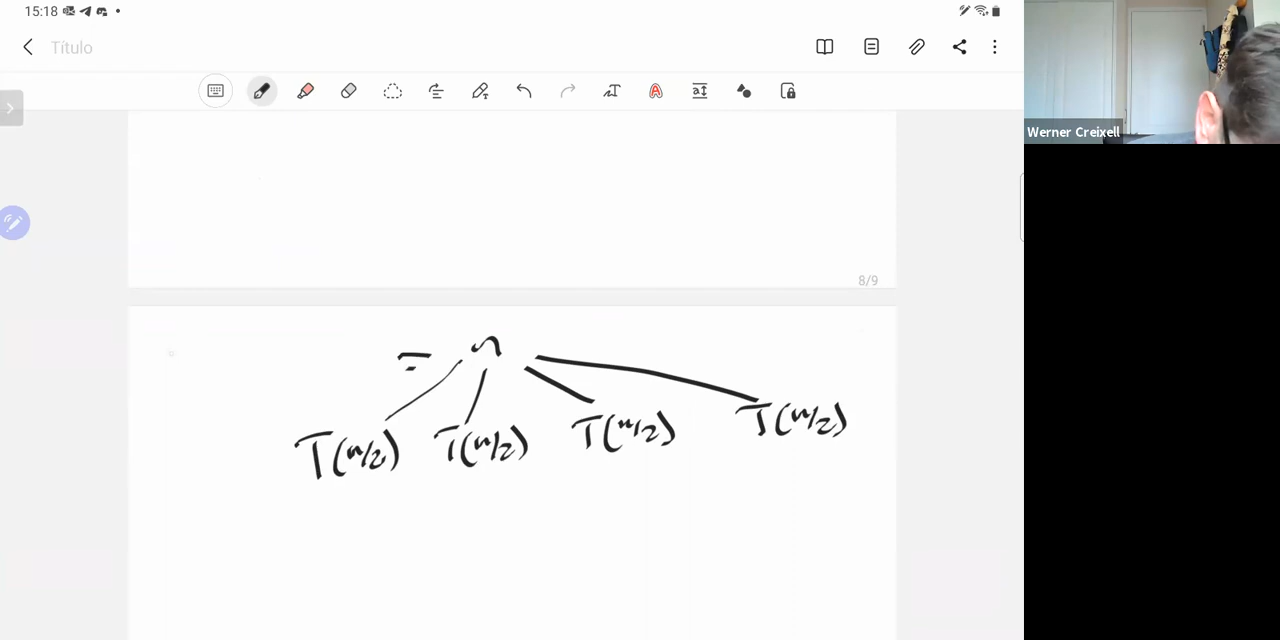 15:18
Título
Werner Creixell
8/9
= n
T(n/2) T(n/2) T(n/2) T(n/2)